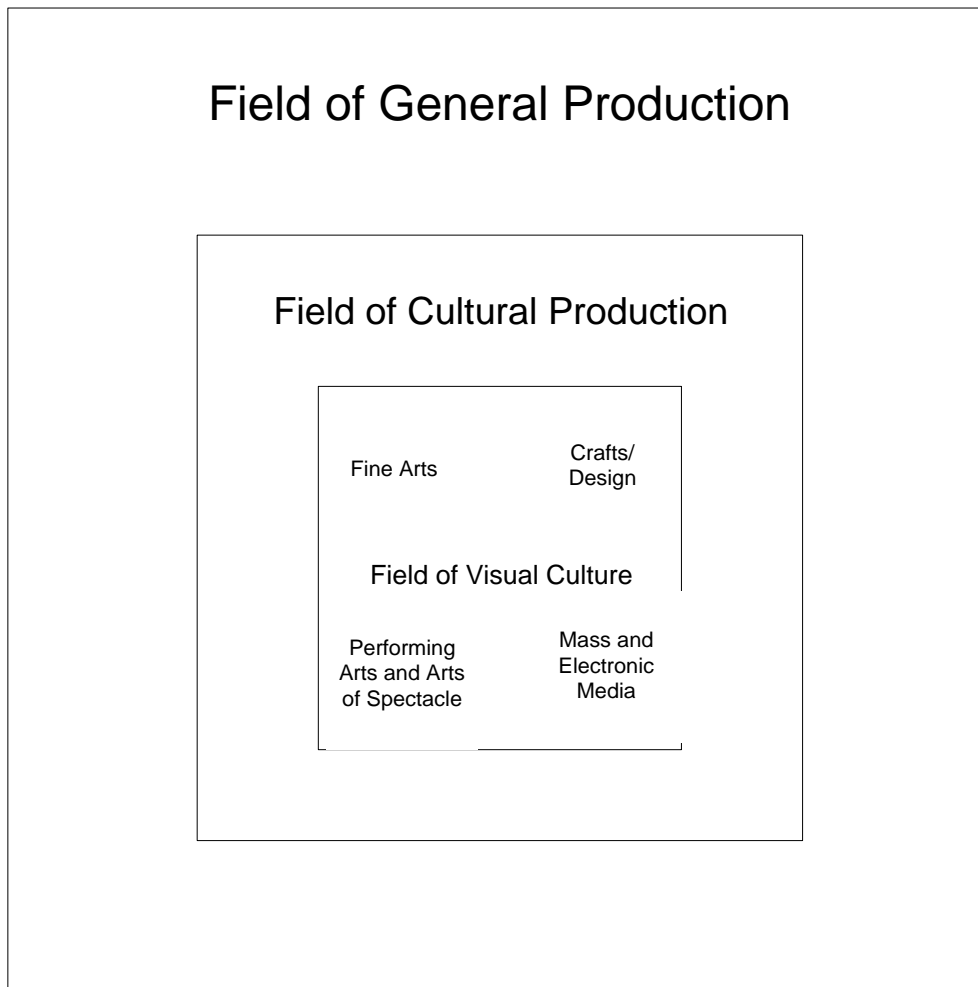 Field of General Production
Field of Cultural Production
Fine Arts
Crafts/
Design
Field of Visual Culture
Performing
Arts and Arts
of Spectacle
Mass and
Electronic
Media